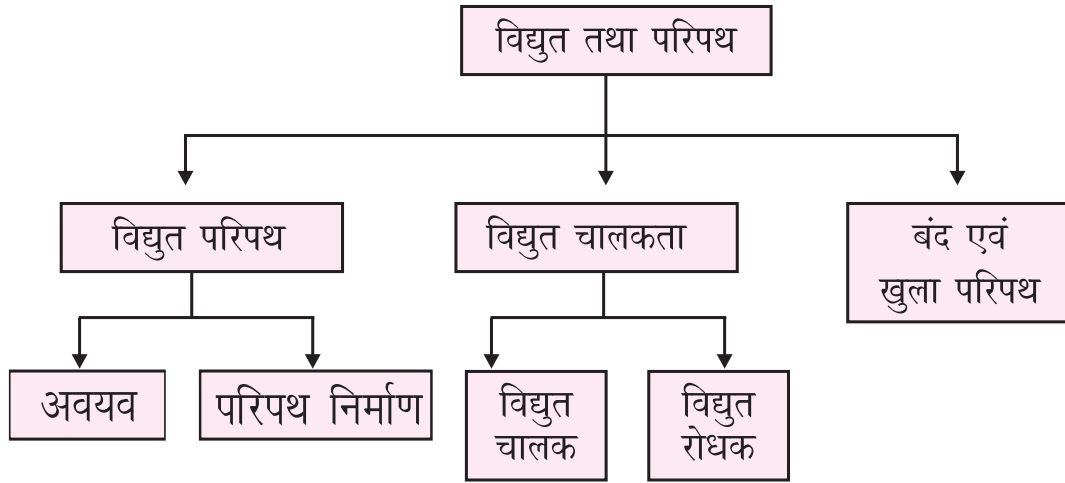 विद्युत तथा परिपथ
विद्युत परिपथ
विद्युत चालकता
बंद एवं
खुला परिपथ
अवयव
परिपथ निर्माण
विद्युत
चालक
विद्युत
रोधक